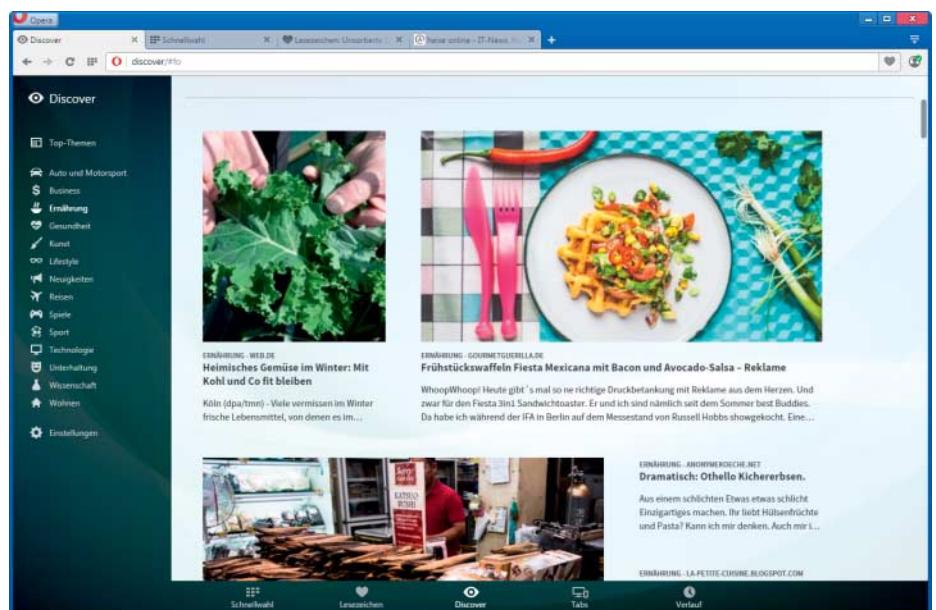 Opera
Discover
Schnellwahl
Lesezeichen: Unsortierte
heise online - IT-News,
discover/#fo
Discover
Top-Themen
Auto und Motorsport
Business
Ernährung
Gesundheit
Kunst
Lifestyle
Neuigkeiten
Reisen
Spiele
Sport
Technologie
Unterhaltung
Wissenschaft
Wohnen
Einstellungen
ERNÄHRUNG - WEB.DE
Heimisches Gemüse im Winter: Mit
Kohl und Co fit bleiben
Köln (dpa/tmn) - Viele vermissen im Winter
frische Lebensmittel, von denen es im…
ERNÄHRUNG - GOURMETGUERILLA.DE
Frühstückswaffeln Fiesta Mexicana mit Bacon und Avocado-Salsa – Reklame
WhoopWhoop! Heute gibt´s mal so ne richtige Druckbetankung mit Reklame aus dem Herzen. Und
zwar für den Fiesta 3in1 Sandwichtoaster. Er und ich sind nämlich seit dem Sommer best Buddies.
Da habe ich während der IFA in Berlin auf dem Messestand von Russell Hobbs showgekocht. Eine…
KATSUO
BUSHI
ERNÄHRUNG - ANONYMEKOECHE.NET
Dramatisch: Othello Kichererbsen.
Aus einem schlichten Etwas etwas schlicht
Einzigartiges machen. Ihr liebt Hülsenfrüchte
und Pasta? Kann ich mir denken. Auch mir i…
ERNÄHRUNG - LA-PETITE-CUISINE.BLOGSPOT.COM
Schnellwahl
Lesezeichen
Discover
Tabs
Verlauf